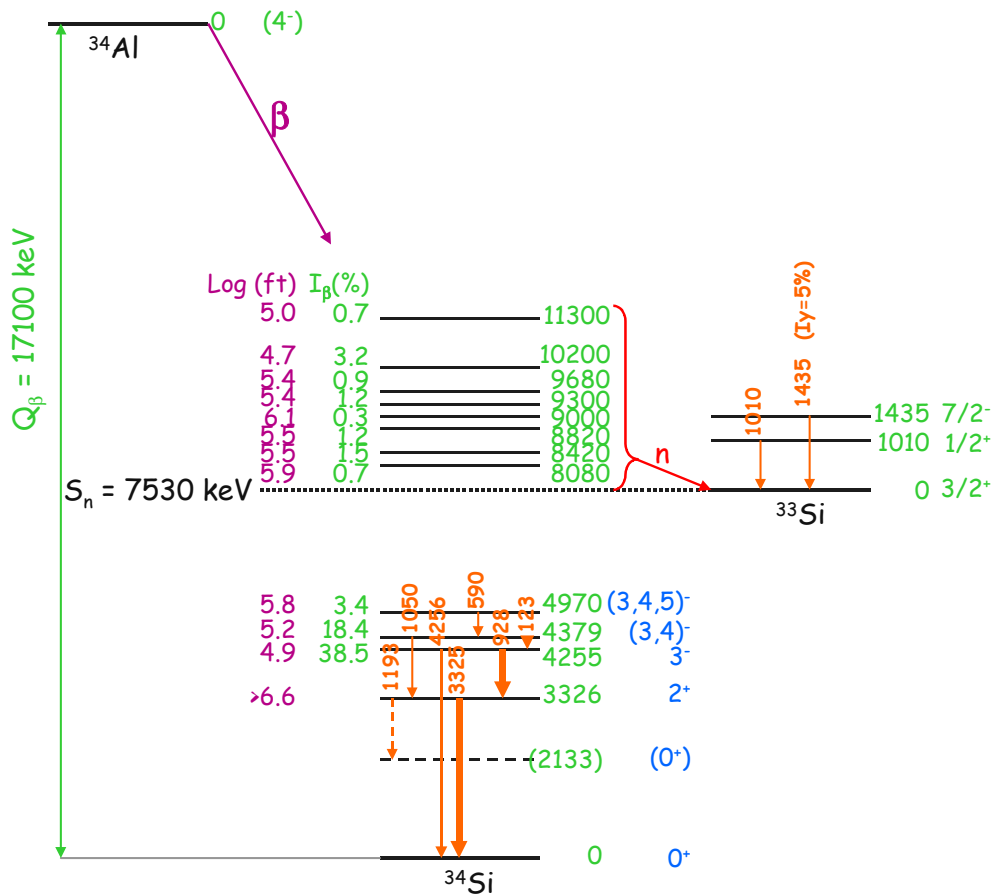 0 (4⁻)
³⁴Al
β
Q_β = 17100 keV
Log (ft) I_β(%)
5.0 0.7 11300
4.7 3.2 10200
5.4 0.9 9680
5.4 1.2 9300
6.1 0.3 9000
5.5 1.2 8820
5.5 1.5 8420
5.9 0.7 8080
S_n = 7530 keV
n
1010
1435 (Iγ=5%)
1435 7/2⁻
1010 1/2⁺
0 3/2⁺
³³Si
5.8 3.4 4970 (3,4,5)⁻
5.2 18.4 4379 (3,4)⁻
4.9 38.5 4255 3⁻
>6.6 3326 2⁺
1193
1050
4256
3325
590
928
123
(2133) (0⁺)
0 0⁺
³⁴Si